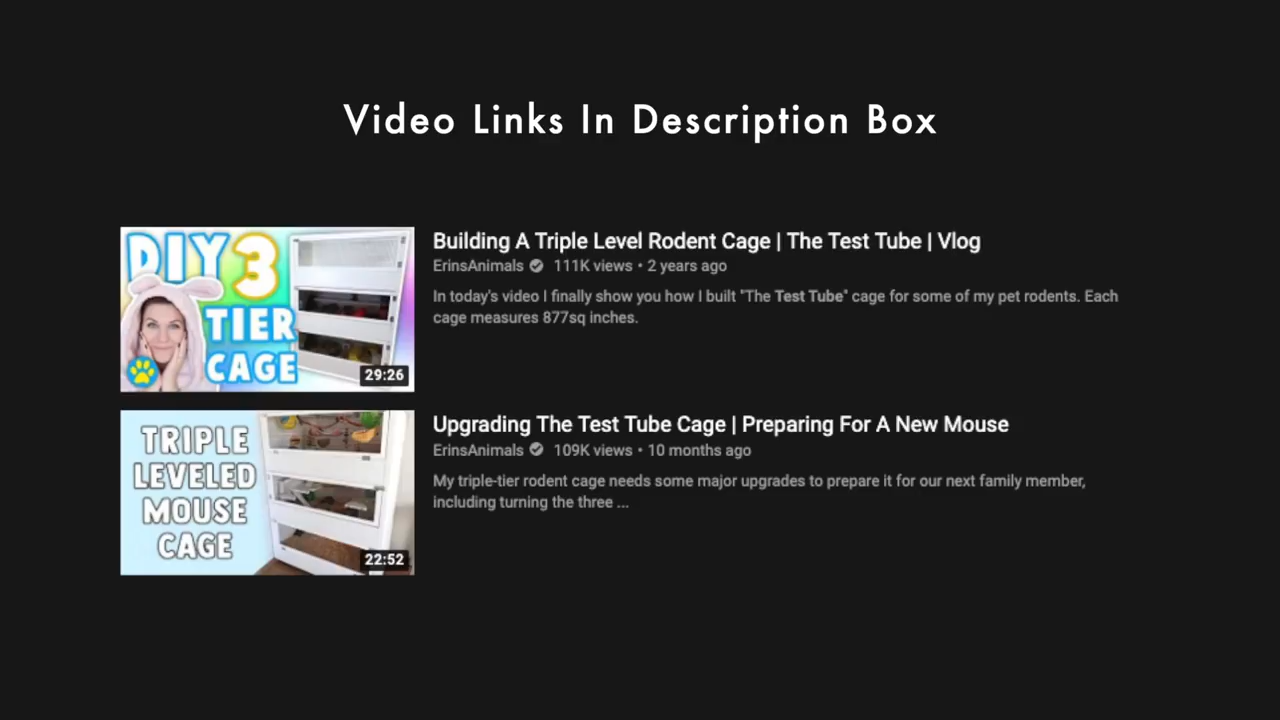 Video Links In Description Box
DIY 3
TIER
CAGE
29:26
Building A Triple Level Rodent Cage | The Test Tube | Vlog
ErinsAnimals 111K views • 2 years ago
In today's video I finally show you how I built "The Test Tube" cage for some of my pet rodents. Each
cage measures 877sq inches.
TRIPLE
LEVELED
MOUSE
CAGE
22:52
Upgrading The Test Tube Cage | Preparing For A New Mouse
ErinsAnimals 109K views • 10 months ago
My triple-tier rodent cage needs some major upgrades to prepare it for our next family member,
including turning the three ...